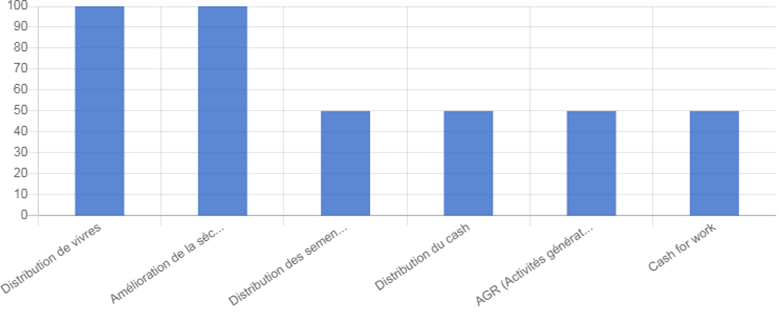 100
90
80
70
60
50
40
30
20
10
0
Distribution de vivres
Amélioration de la séc...
Distribution des semen...
Distribution du cash
AGR (Activités générat...
Cash for work